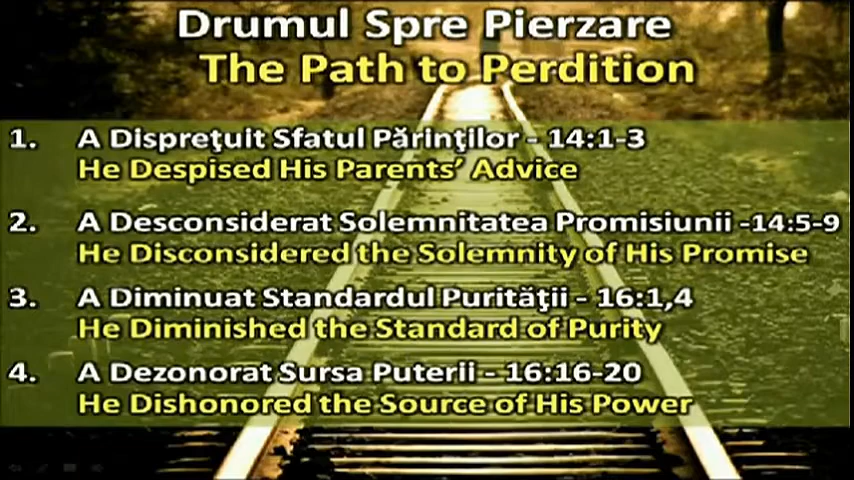 Drumul Spre Pierzare
The Path to Perdition
1. A Disprețuit Sfatul Părinților - 14:1-3
He Despised His Parents' Advice
2. A Desconsiderat Solemnitatea Promisiunii -14:5-9
He Disconsidered the Solemnity of His Promise
3. A Diminuat Standardul Purității - 16:1,4
He Diminished the Standard of Purity
4. A Dezonorat Sursa Puterii - 16:16-20
He Dishonored the Source of His Power